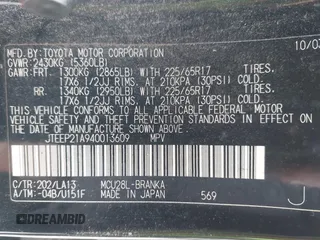 MFD. BY: TOYOTA MOTOR CORPORATION 10/03
GVWR: 2430KG (5360LB)
GAWR: FRT. 1300KG (2865LB) WITH 225/65R17 TIRES,
17X6 1/2JJ RIMS, AT 210KPA (30PSI) COLD.
RR. 1340KG (2950LB) WITH 225/65R17 TIRES,
17X6 1/2JJ RIMS, AT 210KPA (30PSI) COLD.
THIS VEHICLE CONFORMS TO ALL APPLICABLE
FEDERAL MOTOR VEHICLE SAFETY STANDARDS IN
EFFECT ON THE DATE OF MANUFACTURE SHOWN ABOVE.
JTEEP21A940013609 MPV
C/TR: 202/LA13 MCU28L-BRANKA
A/TM: -04B/U151F MADE IN JAPAN 569 J
© DREAMBID